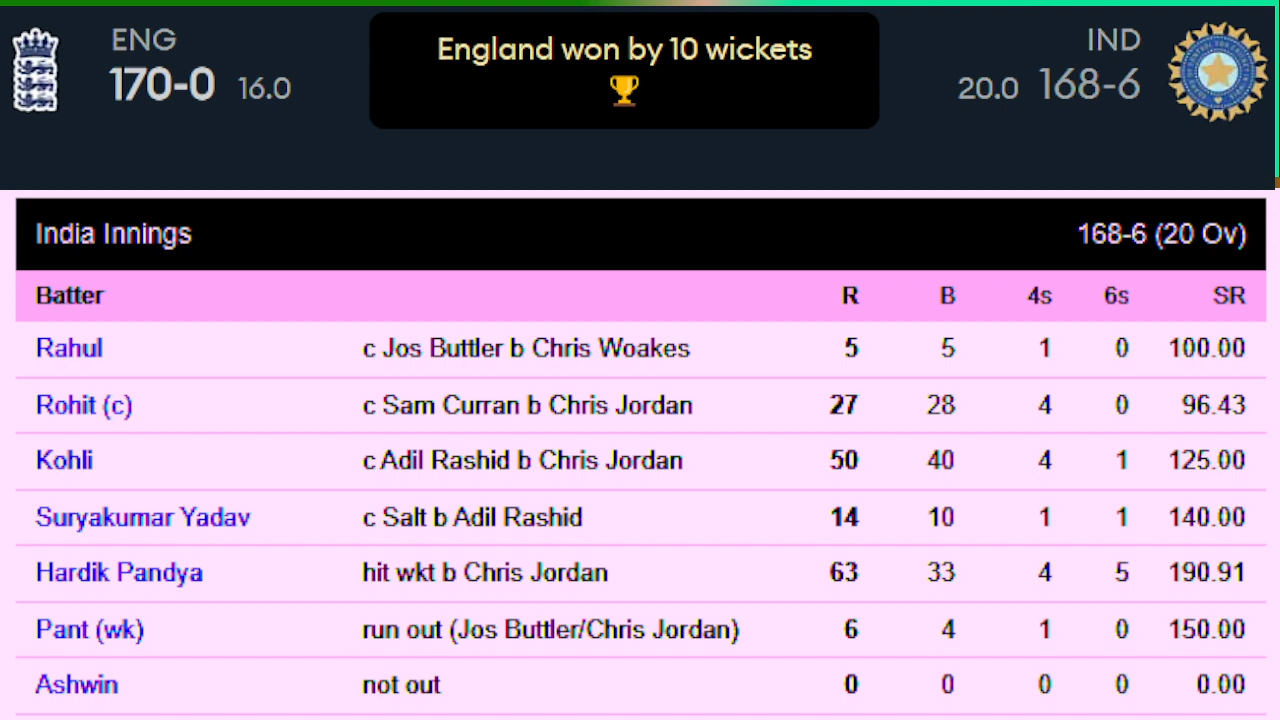 ENG
170-0 16.0
England won by 10 wickets
IND
20.0 168-6
India Innings 168-6 (20 Ov)
Batter R B 4s 6s SR
Rahul c Jos Buttler b Chris Woakes 5 5 1 0 100.00
Rohit (c) c Sam Curran b Chris Jordan 27 28 4 0 96.43
Kohli c Adil Rashid b Chris Jordan 50 40 4 1 125.00
Suryakumar Yadav c Salt b Adil Rashid 14 10 1 1 140.00
Hardik Pandya hit wkt b Chris Jordan 63 33 4 5 190.91
Pant (wk) run out (Jos Buttler/Chris Jordan) 6 4 1 0 150.00
Ashwin not out 0 0 0 0 0.00